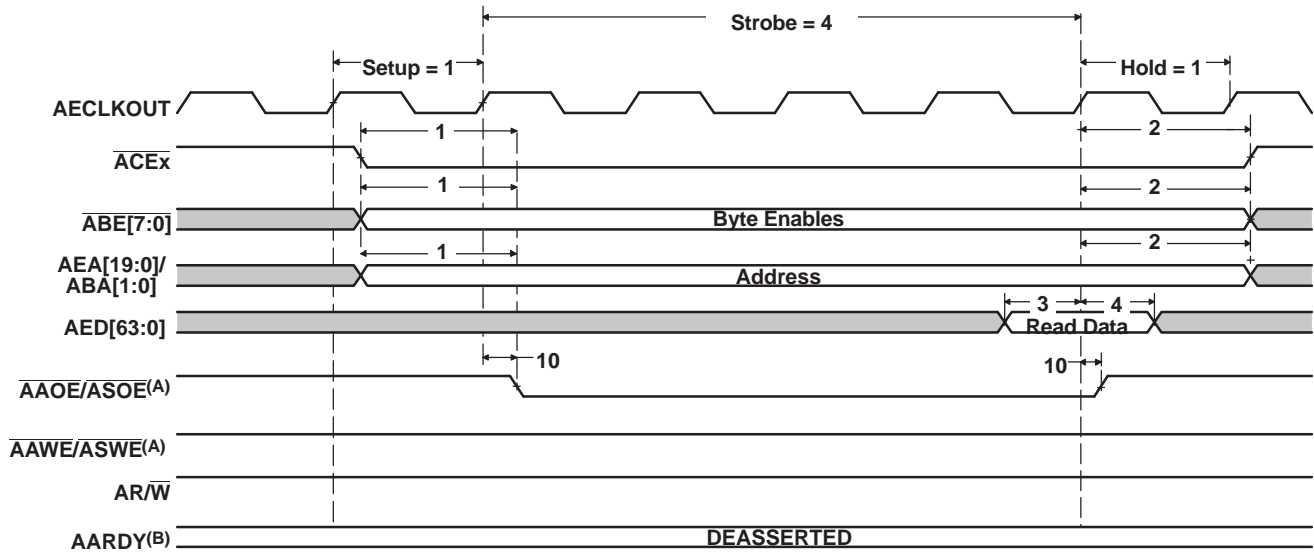 Strobe = 4
Setup = 1
Hold = 1
AECLKOUT
1
2
ACEx
1
2
ABE[7:0]
Byte Enables
1
2
AEA[19:0]/
ABA[1:0]
Address
3
4
AED[63:0]
Read Data
10
10
AAOE/ASOE(A)
AAWE/ASWE(A)
AR/W
AARDY(B)
DEASSERTED